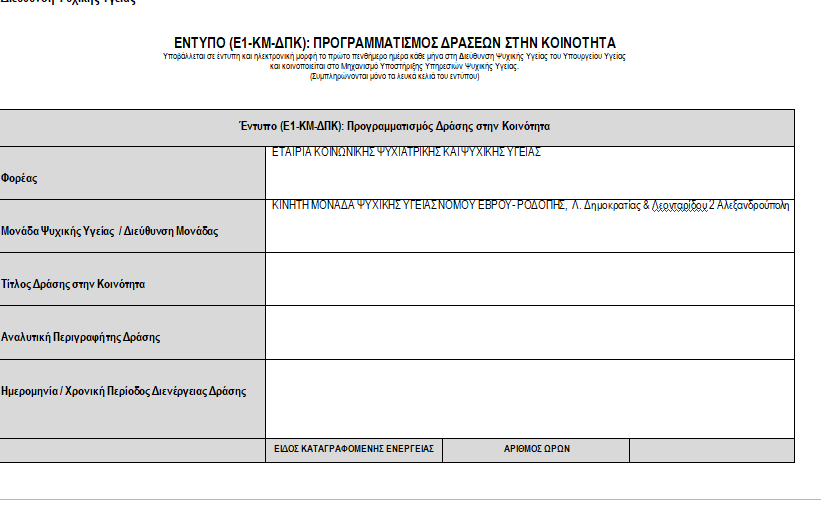 Διεύθυνση Ψυχικής Υγείας
ΕΝΤΥΠΟ (Ε1-ΚΜ-ΔΠΚ): ΠΡΟΓΡΑΜΜΑΤΙΣΜΟΣ ΔΡΑΣΕΩΝ ΣΤΗΝ ΚΟΙΝΟΤΗΤΑ
Υποβάλλεται σε έντυπη και ηλεκτρονική μορφή το πρώτο πενθήμερο ημέρα κάθε μήνα στη Διεύθυνση Ψυχικής Υγείας του Υπουργείου Υγείας
και κοινοποιείται στο Μηχανισμό Υποστήριξης Υπηρεσιών Ψυχικής Υγείας.
(Συμπληρώνονται μόνο τα λευκά κελιά του εντύπου)
Έντυπο (Ε1-ΚΜ-ΔΠΚ): Προγραμματισμός Δράσης στην Κοινότητα
Φορέας
ΕΤΑΙΡΙΑ ΚΟΙΝΩΝΙΚΗΣ ΨΥΧΙΑΤΡΙΚΗΣ ΚΑΙ ΨΥΧΙΚΗΣ ΥΓΕΙΑΣ
Μονάδα Ψυχικής Υγείας / Διεύθυνση Μονάδας
ΚΙΝΗΤΗ ΜΟΝΑΔΑ ΨΥΧΙΚΗΣ ΥΓΕΙΑΣ ΝΟΜΟΥ ΕΒΡΟΥ- ΡΟΔΟΠΗΣ, Λ. Δημοκρατίας & Λεονταρίδου 2 Αλεξανδρούπολη
Τίτλος Δράσης στην Κοινότητα
Αναλυτική Περιγραφή της Δράσης
Ημερομηνία / Χρονική Περίοδος Διενέργειας Δράσης
ΕΙΔΟΣ ΚΑΤΑΓΡΑΦΟΜΕΝΗΣ ΕΝΕΡΓΕΙΑΣ
ΑΡΙΘΜΟΣ ΩΡΩΝ